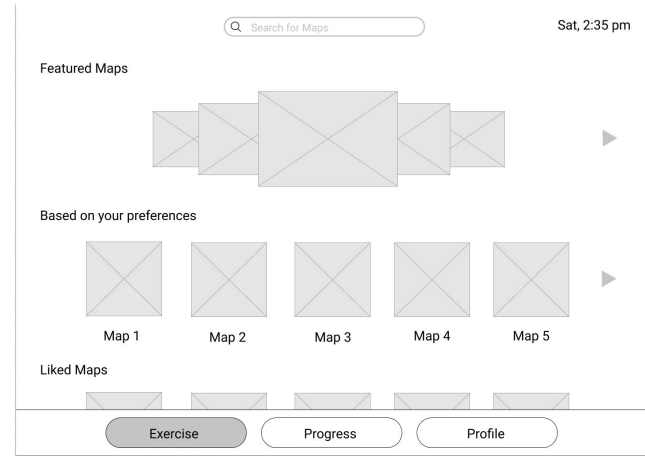 Search for Maps
Sat, 2:35 pm
Featured Maps
Based on your preferences
Map 1 Map 2 Map 3 Map 4 Map 5
Liked Maps
Exercise Progress Profile